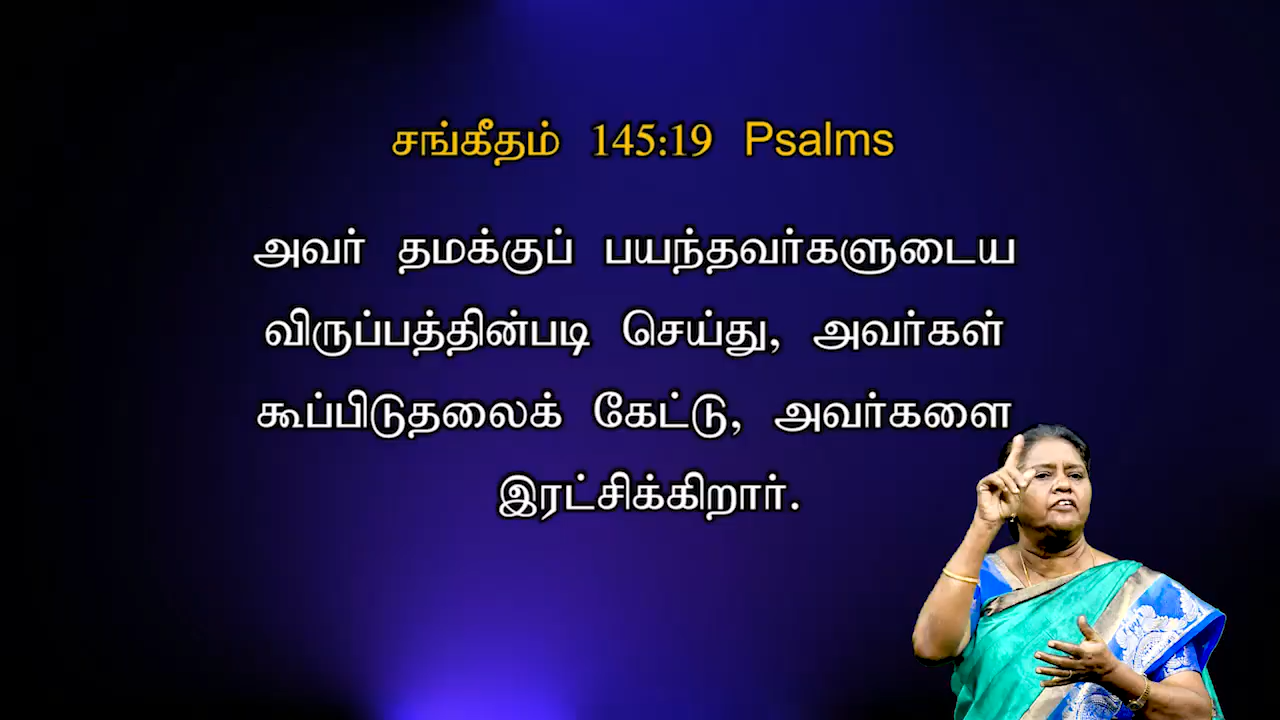 சங்கீதம் 145:19 Psalms
அவர் தமக்குப் பயந்தவர்களுடைய
விருப்பத்தின்படி செய்து, அவர்கள்
கூப்பிடுதலைக் கேட்டு, அவர்களை
இரட்சிக்கிறார்.